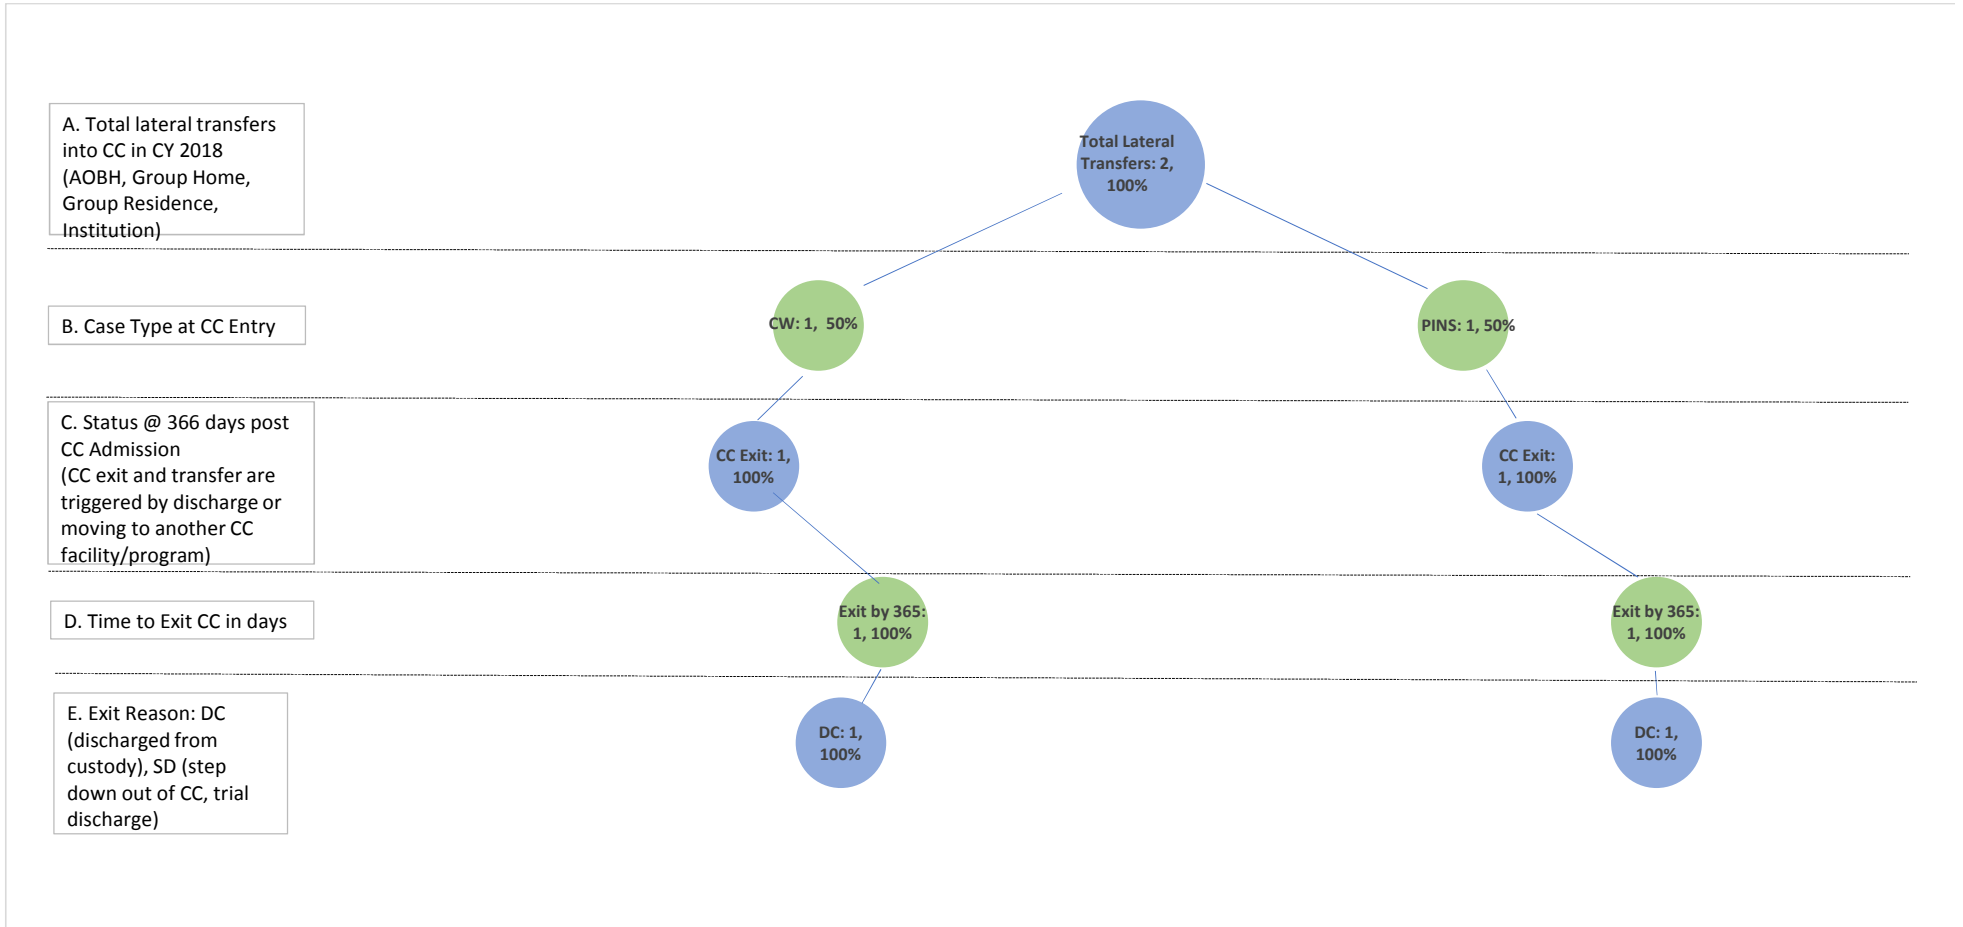 A. Total lateral transfers
into CC in CY 2018
(AOBH, Group Home,
Group Residence,
Institution)
Total Lateral
Transfers: 2,
100%
B. Case Type at CC Entry
CW: 1,  50%
PINS: 1, 50%
C. Status @ 366 days post
CC Admission
(CC exit and transfer are
triggered by discharge or
moving to another CC
facility/program)
CC Exit: 1,
100%
CC Exit:
1, 100%
D. Time to Exit CC in days
Exit by 365:
1, 100%
Exit by 365:
1, 100%
E. Exit Reason: DC
(discharged from
custody), SD (step
down out of CC, trial
discharge)
DC: 1,
100%
DC: 1,
100%